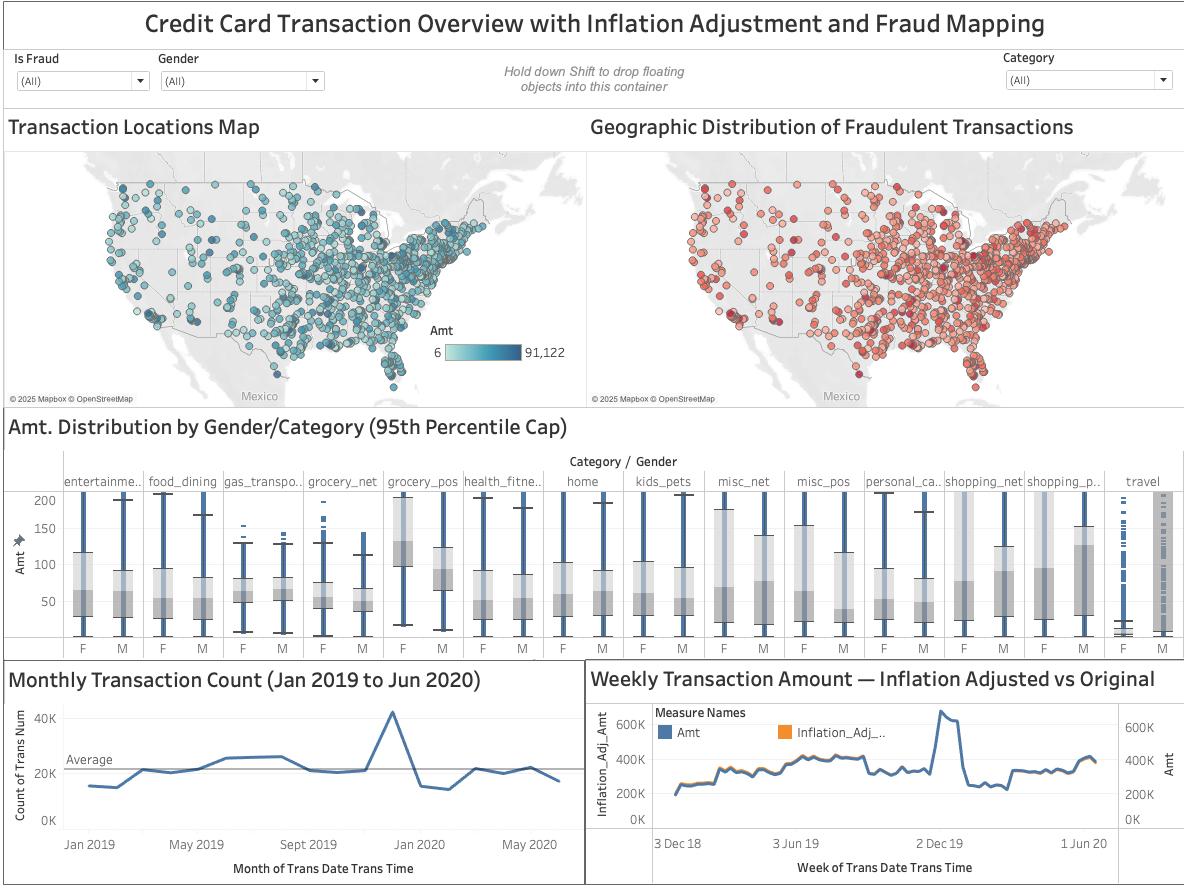 Credit Card Transaction Overview with Inflation Adjustment and Fraud Mapping
Is Fraud
Gender
Category
(All)
(All)
(All)
Hold down Shift to drop floating
objects into this container
Transaction Locations Map
Geographic Distribution of Fraudulent Transactions
Amt
6
91,122
Mexico
Mexico
© 2025 Mapbox © OpenStreetMap
© 2025 Mapbox © OpenStreetMap
Amt. Distribution by Gender/Category (95th Percentile Cap)
Category / Gender
entertainme.. food_dining gas_transpo.. grocery_net grocery_pos health_fitne.. home kids_pets misc_net misc_pos personal_ca.. shopping_net shopping_p.. travel
Amt
200
150
100
50
F M F M F M F M F M F M F M F M F M F M F M F M F M F M
Monthly Transaction Count (Jan 2019 to Jun 2020)
Count of Trans Num
40K
20K
0K
Average
Jan 2019 May 2019 Sept 2019 Jan 2020 May 2020
Month of Trans Date Trans Time
Weekly Transaction Amount — Inflation Adjusted vs Original
Measure Names
Amt
Inflation_Adj_..
Inflation_Adj_Amt
600K
400K
200K
0K
600K
400K
200K
0K
Amt
3 Dec 18 3 Jun 19 2 Dec 19 1 Jun 20
Week of Trans Date Trans Time